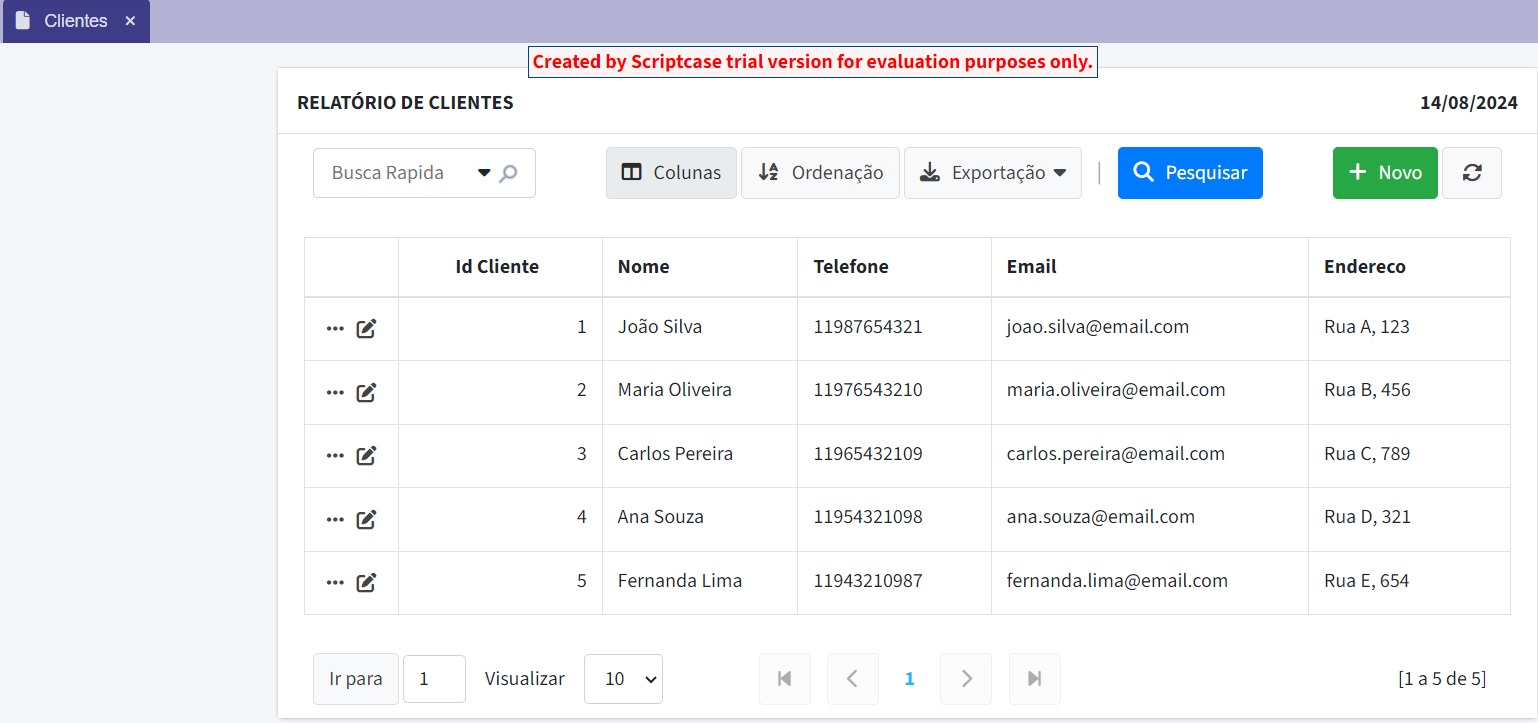 Clientes ×
Created by Scriptcase trial version for evaluation purposes only.
RELATÓRIO DE CLIENTES 14/08/2024
Busca Rapida Colunas Ordenação Exportação | Pesquisar + Novo
Id Cliente Nome Telefone Email Endereco
1 João Silva 11987654321 joao.silva@email.com Rua A, 123
2 Maria Oliveira 11976543210 maria.oliveira@email.com Rua B, 456
3 Carlos Pereira 11965432109 carlos.pereira@email.com Rua C, 789
4 Ana Souza 11954321098 ana.souza@email.com Rua D, 321
5 Fernanda Lima 11943210987 fernanda.lima@email.com Rua E, 654
Ir para 1 Visualizar 10 1 [1 a 5 de 5]